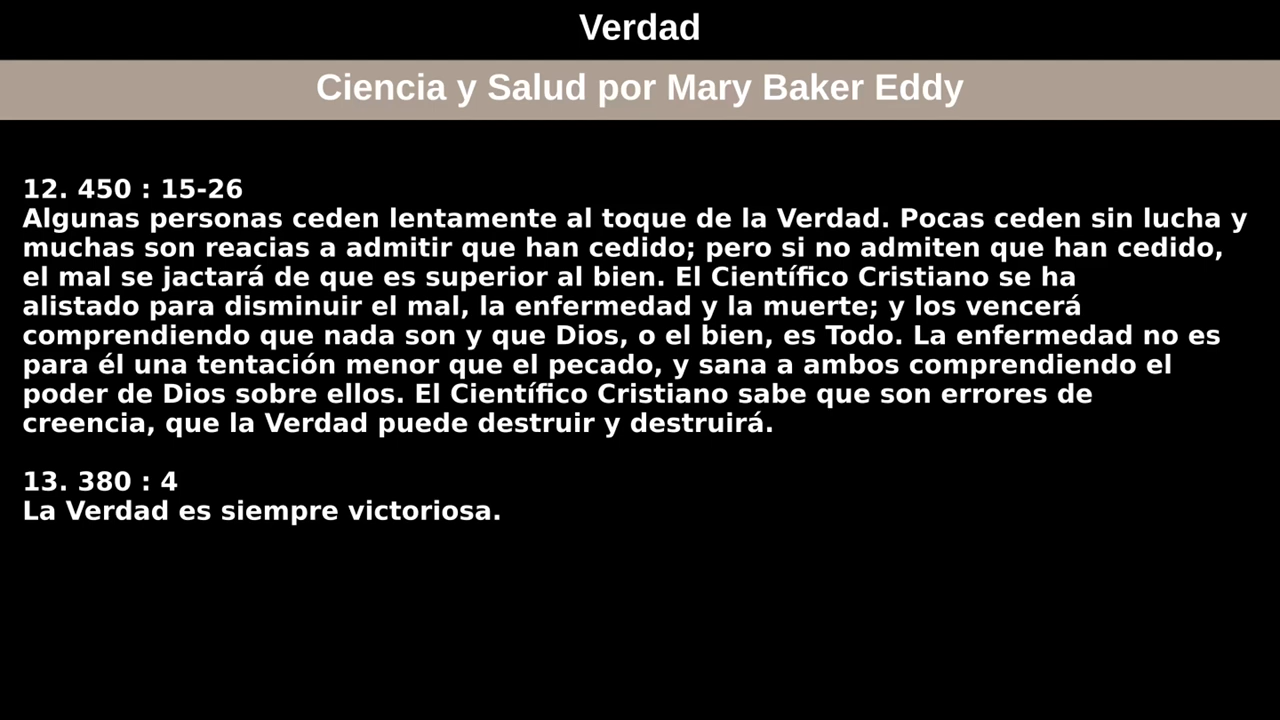 Verdad
Ciencia y Salud por Mary Baker Eddy
12. 450 : 15-26
Algunas personas ceden lentamente al toque de la Verdad. Pocas ceden sin lucha y
muchas son reacias a admitir que han cedido; pero si no admiten que han cedido,
el mal se jactará de que es superior al bien. El Científico Cristiano se ha
alistado para disminuir el mal, la enfermedad y la muerte; y los vencerá
comprendiendo que nada son y que Dios, o el bien, es Todo. La enfermedad no es
para él una tentación menor que el pecado, y sana a ambos comprendiendo el
poder de Dios sobre ellos. El Científico Cristiano sabe que son errores de
creencia, que la Verdad puede destruir y destruirá.
13. 380 : 4
La Verdad es siempre victoriosa.